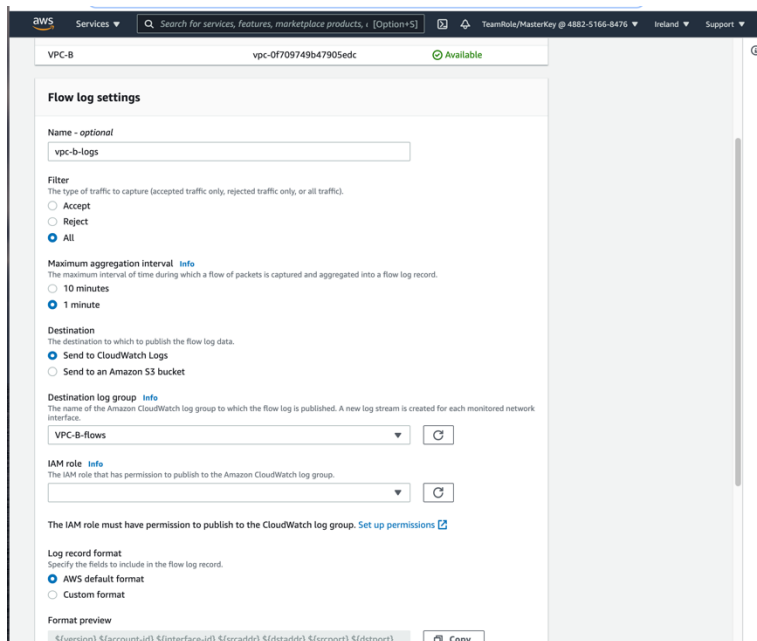 aws Services ▼ Search for services, features, marketplace products, [Option+S] TeamRole/MasterKey @ 4882-5166-8476 ▼ Ireland ▼ Support ▼
VPC-B vpc-0f709749b47905edc Available
Flow log settings
Name - optional
vpc-b-logs
Filter
The type of traffic to capture (accepted traffic only, rejected traffic only, or all traffic).
Accept
Reject
All
Maximum aggregation interval Info
The maximum interval of time during which a flow of packets is captured and aggregated into a flow log record.
10 minutes
1 minute
Destination
The destination to which to publish the flow log data.
Send to CloudWatch Logs
Send to an Amazon S3 bucket
Destination log group Info
The name of the Amazon CloudWatch log group to which the flow log is published. A new log stream is created for each monitored network
interface.
VPC-B-flows
IAM role Info
The IAM role that has permission to publish to the Amazon CloudWatch log group.
The IAM role must have permission to publish to the CloudWatch log group. Set up permissions
Log record format
Specify the fields to include in the flow log record.
AWS default format
Custom format
Format preview
${version} ${account-id} ${interface-id} ${srcaddr} ${dstaddr} ${srcport} ${dstport} Copy